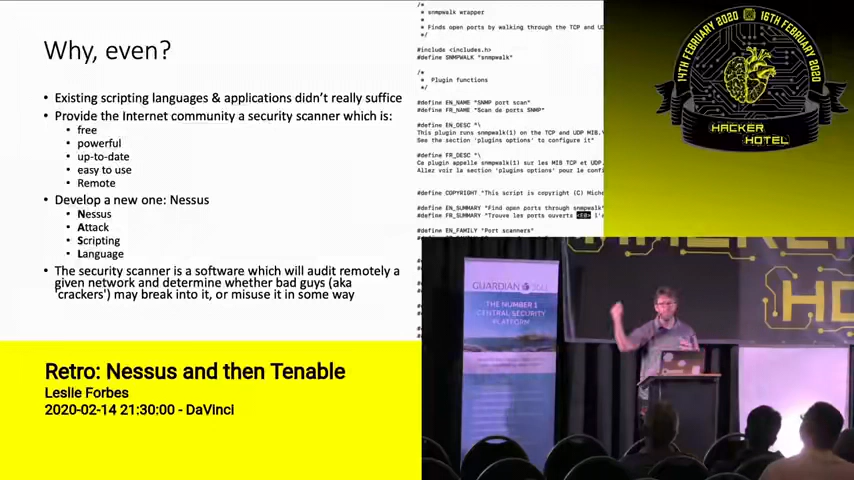 Why, even?
• Existing scripting languages & applications didn't really suffice
• Provide the Internet community a security scanner which is:
• free
• powerful
• up-to-date
• easy to use
• Remote
• Develop a new one: Nessus
• Nessus
• Attack
• Scripting
• Language
• The security scanner is a software which will audit remotely a
given network and determine whether bad guys (aka
'crackers') may break into it, or misuse it in some way
/*
* snmpwalk wrapper
*
* Finds open ports by walking through the TCP and UD
*/
#include <includes.h>
#define SNMPWALK "snmpwalk"
/*
* Plugin functions
*/
#define EN_NAME "SNMP port scan"
#define FR_NAME "Scan de ports SNMP"
#define EN_DESC "\
This plugin runs snmpwalk(1) on the TCP and UDP MIB.
See the section 'plugins options' to configure it"
#define FR_DESC "\
Ce plugin appelle snmpwalk(1) sur les MIB TCP et UDP.
Allez voir la section 'plugins options' pour le confi
#define COPYRIGHT "This script is copyright (C) Miche
#define EN_SUMMARY "Find open ports through snmpwalk"
#define FR_SUMMARY "Trouve les ports ouverts <E0> l'e
#define EN_FAMILY "Port scanners"
14TH FEBRUARY 2020
16TH FEBRUARY 2020
HACKER
HOTEL
GUARDIAN
THE NUMBER 1
CENTRAL SECURITY
PLATFORM
Retro: Nessus and then Tenable
Leslie Forbes
2020-02-14 21:30:00 - DaVinci